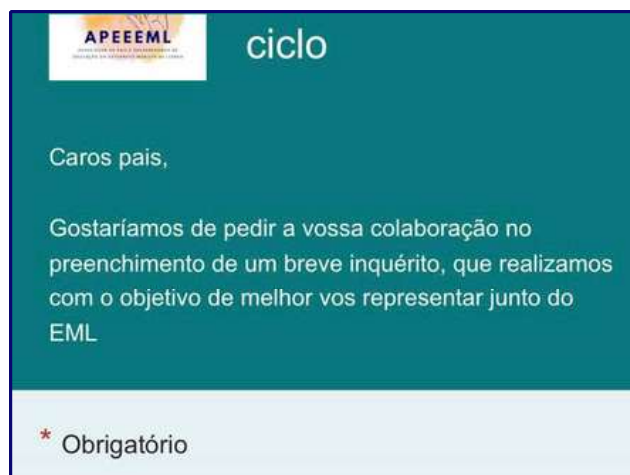 APEEEML
ciclo
Caros pais,
Gostaríamos de pedir a vossa colaboração no
preenchimento de um breve inquérito, que realizamos
com o objetivo de melhor vos representar junto do
EML
* Obrigatório